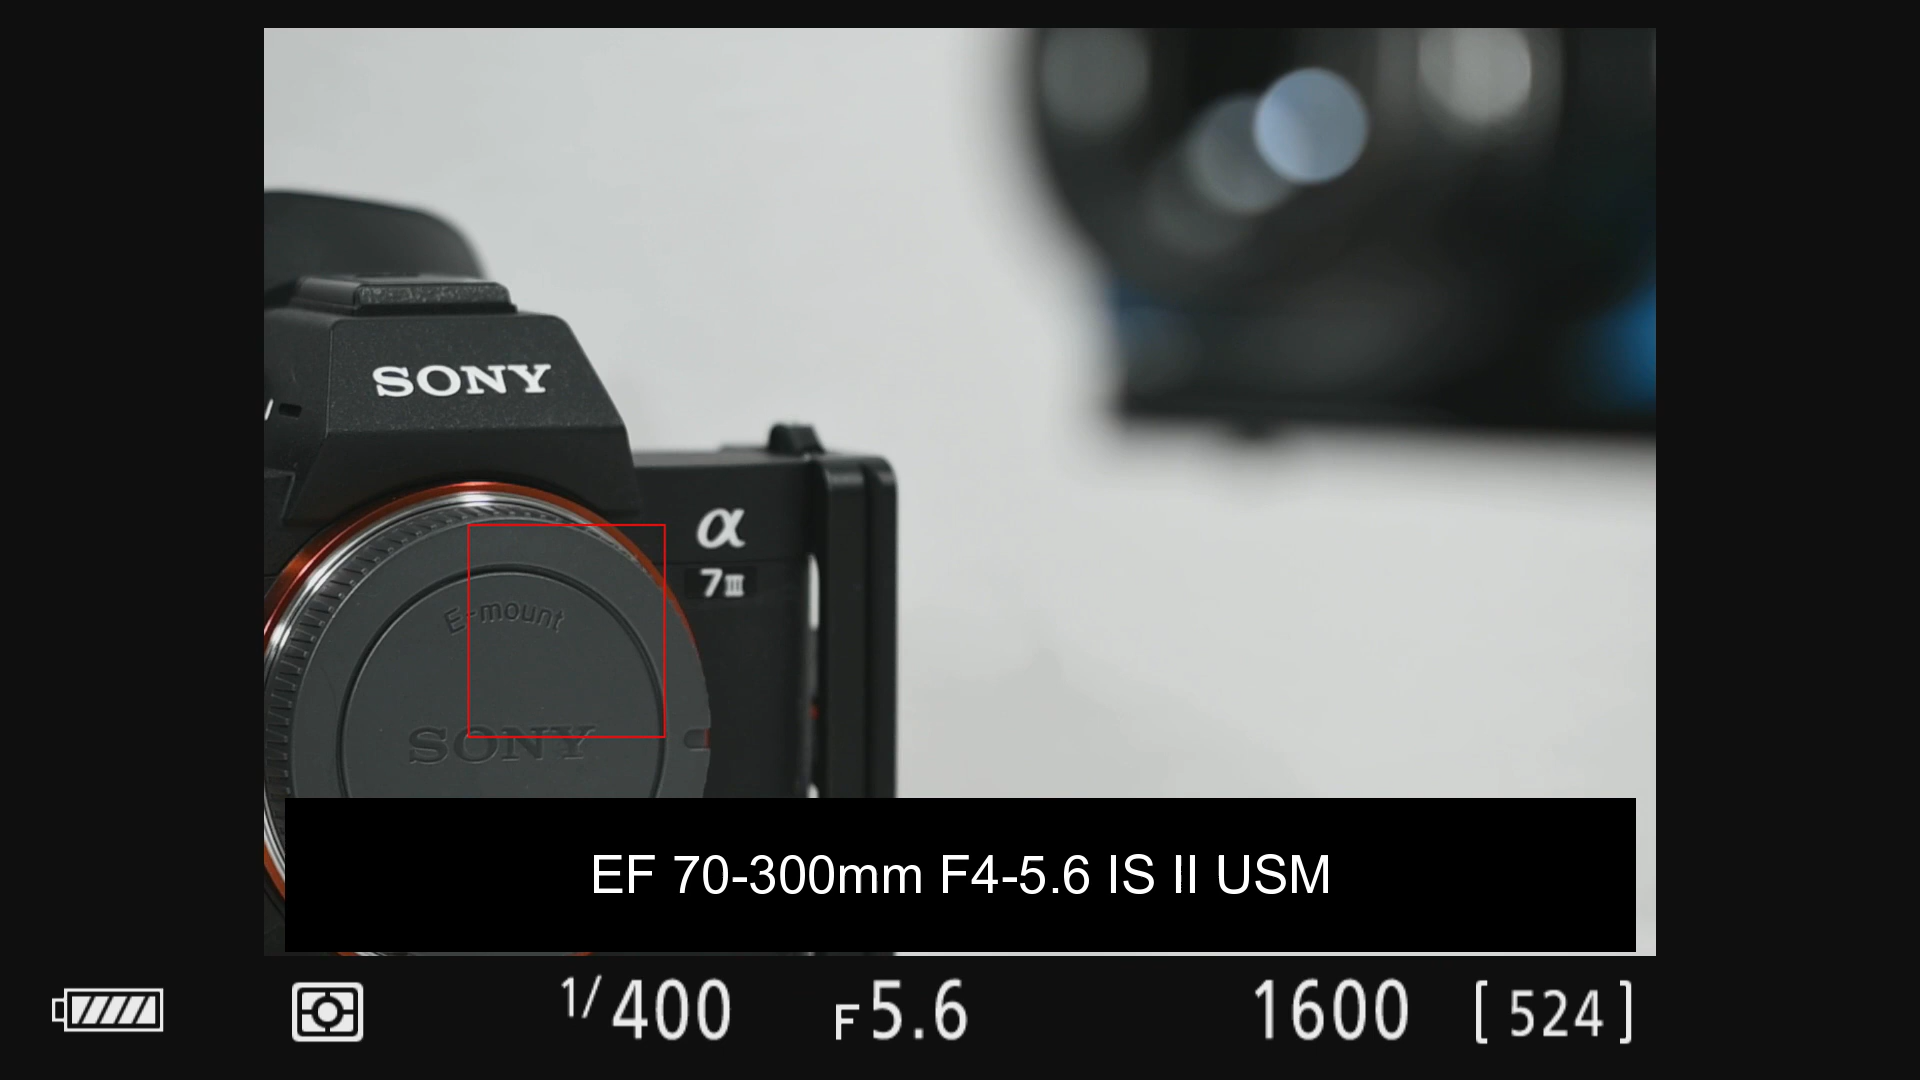 SONY
α
7III
E-mount
SONY
EF 70-300mm F4-5.6 IS II USM
1/400 F5.6 1600 [524]